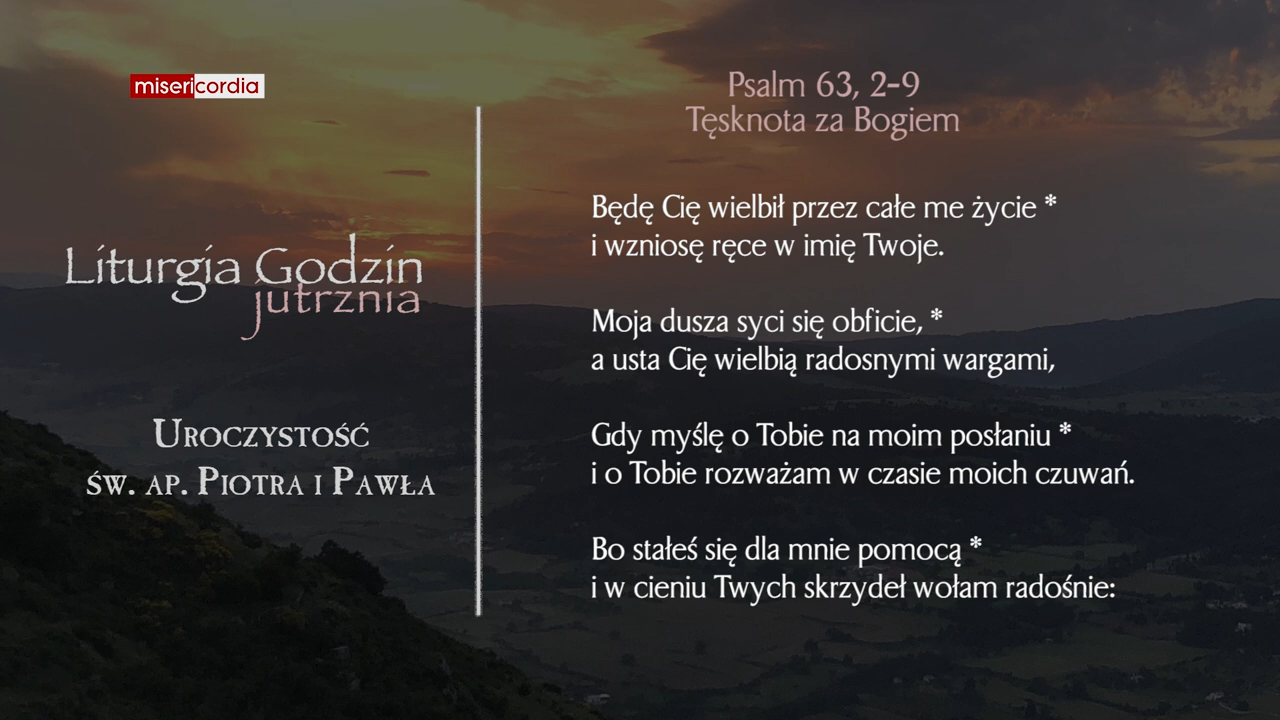 misericordia
Liturgia Godzin
jutrznia
Uroczystość
św. ap. Piotra i Pawła
Psalm 63, 2-9
Tęsknota za Bogiem
Będę Cię wielbił przez całe me życie *
i wzniosę ręce w imię Twoje.
Moja dusza syci się obficie, *
a usta Cię wielbią radosnymi wargami,
Gdy myślę o Tobie na moim posłaniu *
i o Tobie rozważam w czasie moich czuwań.
Bo stałeś się dla mnie pomocą *
i w cieniu Twych skrzydeł wołam radośnie: